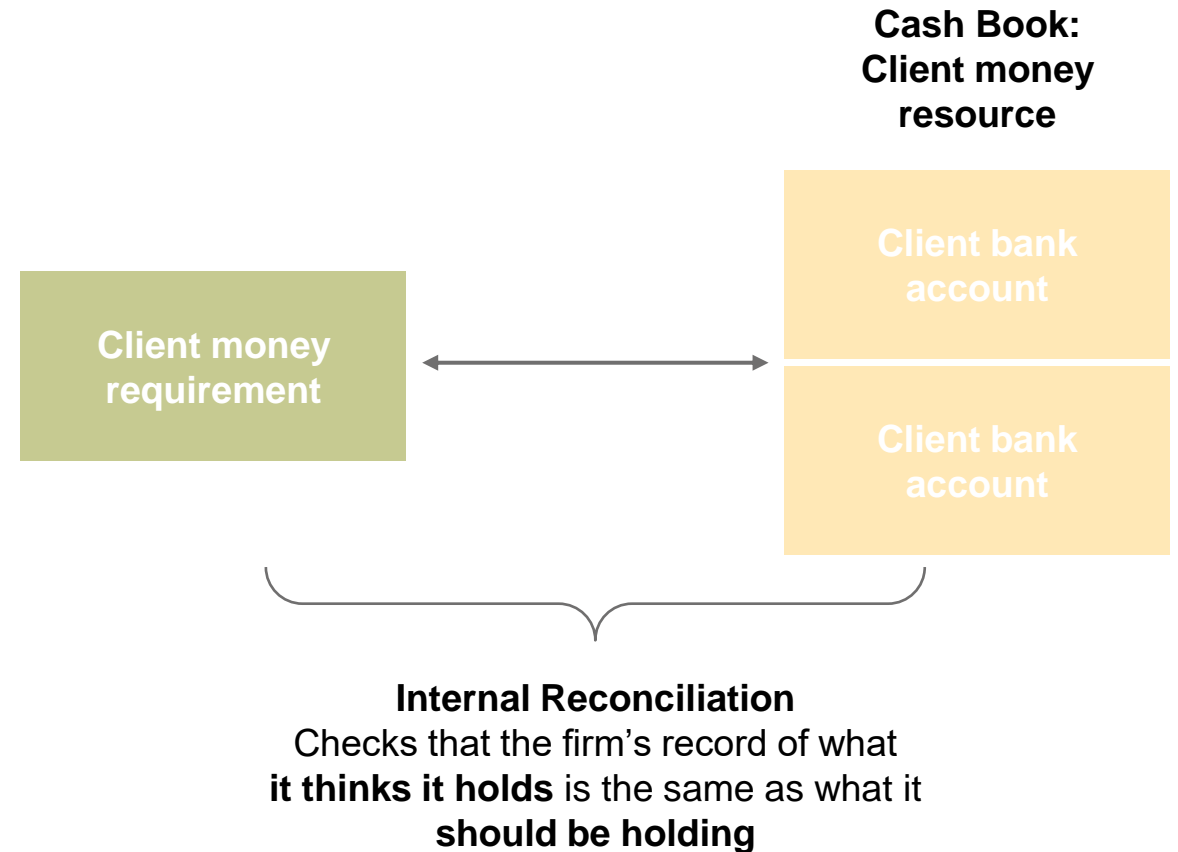 Cash Book:
Client money
resource
Client bank
account
Client money
requirement
Client bank
account
Internal Reconciliation
Checks that the firm’s record of what
it thinks it holds is the same as what it
should be holding